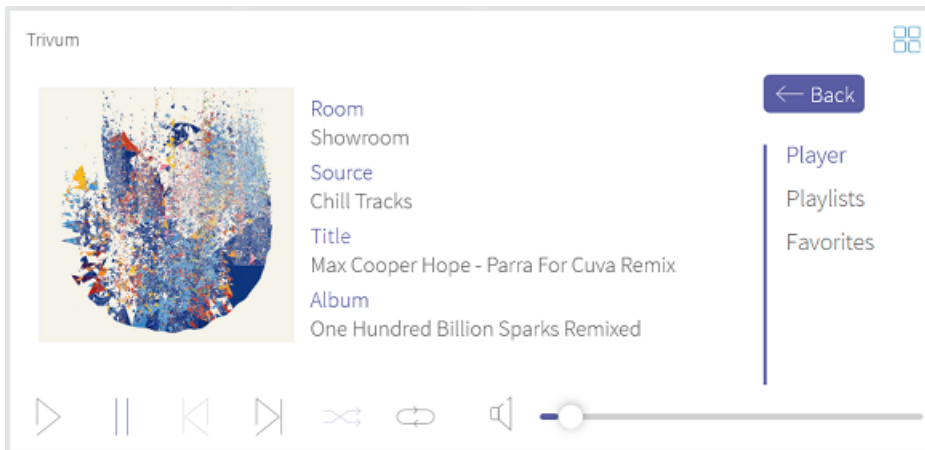 Trivum
Room
Showroom
Source
Chill Tracks
Title
Max Cooper Hope - Parra For Cuva Remix
Album
One Hundred Billion Sparks Remixed
← Back
Player
Playlists
Favorites